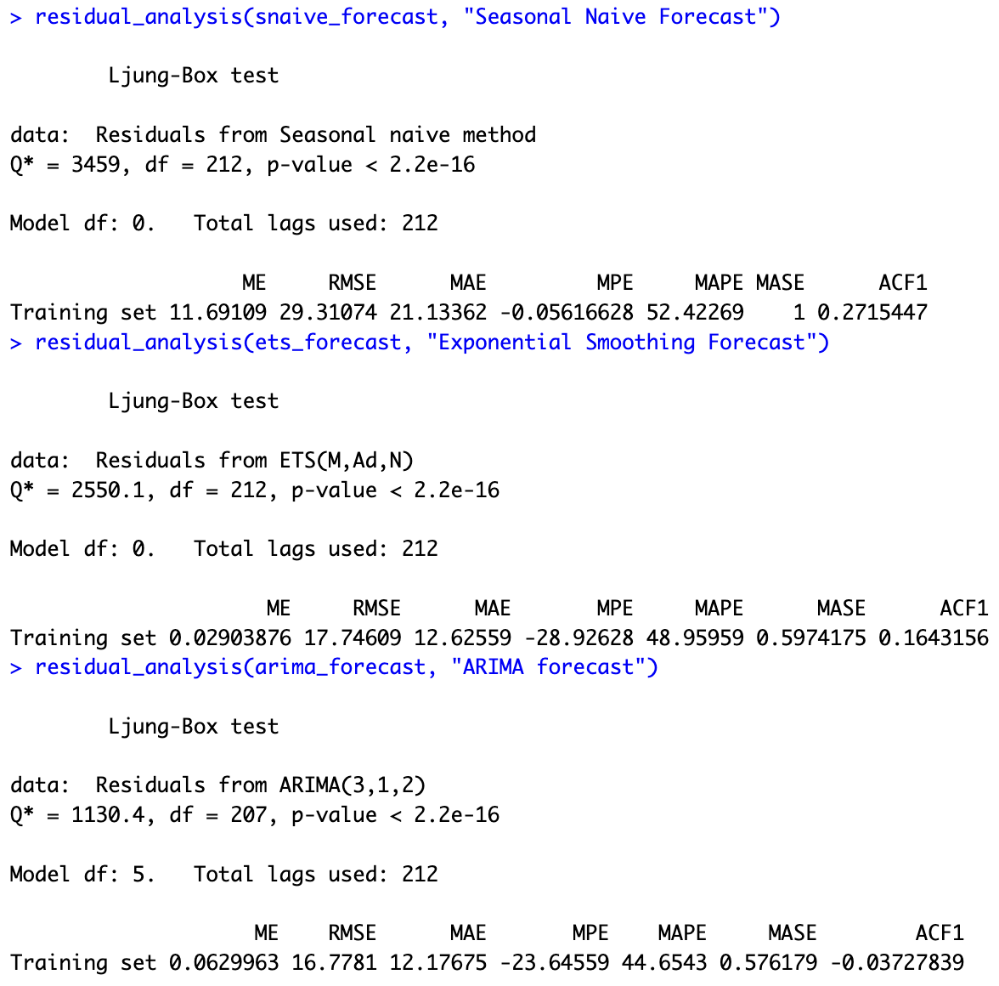 > residual_analysis(snaive_forecast, "Seasonal Naive Forecast")
Ljung-Box test
data:  Residuals from Seasonal naive method
Q* = 3459, df = 212, p-value < 2.2e-16
Model df: 0.   Total lags used: 212
ME     RMSE      MAE         MPE     MAPE MASE      ACF1
Training set 11.69109 29.31074 21.13362 -0.05616628 52.42269    1 0.2715447
> residual_analysis(ets_forecast, "Exponential Smoothing Forecast")
Ljung-Box test
data:  Residuals from ETS(M,Ad,N)
Q* = 2550.1, df = 212, p-value < 2.2e-16
Model df: 0.   Total lags used: 212
ME     RMSE      MAE       MPE     MAPE      MASE      ACF1
Training set 0.02903876 17.74609 12.62559 -28.92628 48.95959 0.5974175 0.1643156
> residual_analysis(arima_forecast, "ARIMA forecast")
Ljung-Box test
data:  Residuals from ARIMA(3,1,2)
Q* = 1130.4, df = 207, p-value < 2.2e-16
Model df: 5.   Total lags used: 212
ME    RMSE      MAE       MPE    MAPE     MASE        ACF1
Training set 0.0629963 16.7781 12.17675 -23.64559 44.6543 0.576179 -0.03727839